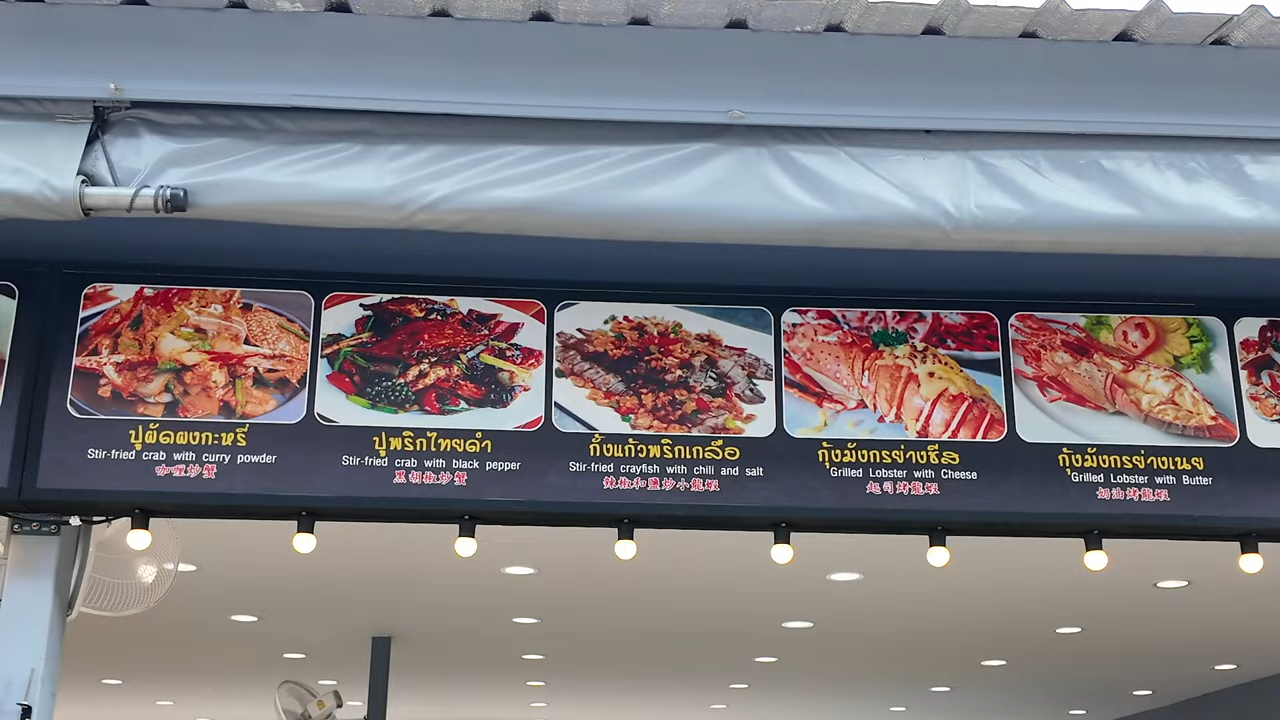 ปูผัดผงกะหรี่
Stir-fried crab with curry powder
咖喱炒蟹
ปูพริกไทยดำ
Stir-fried crab with black pepper
黑胡椒炒蟹
กั้งแก้วพริกเกลือ
Stir-fried crayfish with chili and salt
辣椒和鹽炒小龍蝦
กุ้งมังกรย่างชีส
Grilled Lobster with Cheese
起司烤龍蝦
กุ้งมังกรย่างเนย
Grilled Lobster with Butter
奶油烤龍蝦